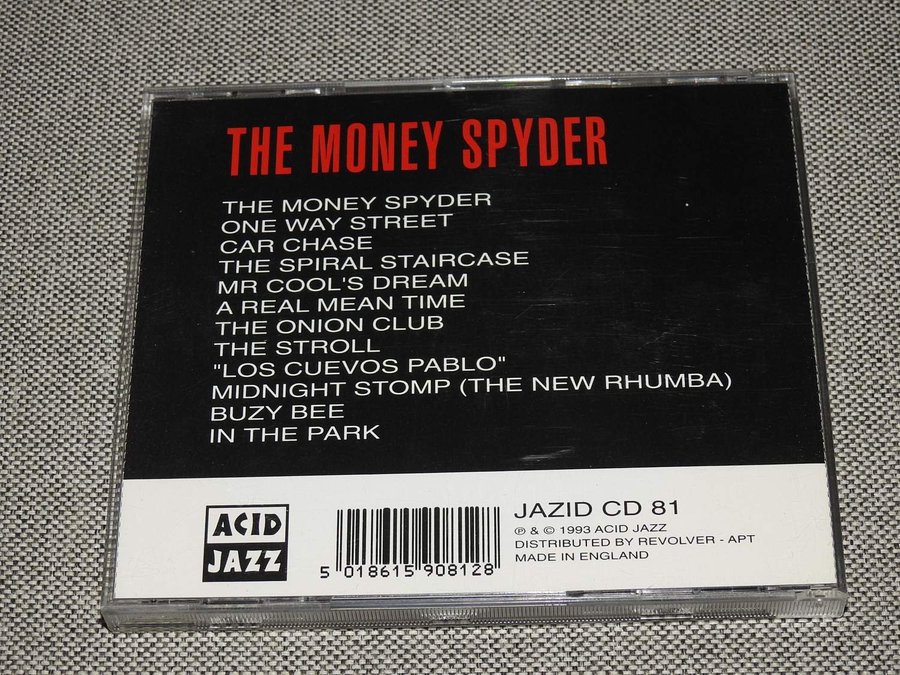 THE MONEY SPYDER
THE MONEY SPYDER
ONE WAY STREET
CAR CHASE
THE SPIRAL STAIRCASE
MR COOL'S DREAM
A REAL MEAN TIME
THE ONION CLUB
THE STROLL
"LOS CUEVOS PABLO"
MIDNIGHT STOMP (THE NEW RHUMBA)
BUZY BEE
IN THE PARK
ACID
JAZZ
5 018615 908128
JAZID CD 81
℗ & © 1993 ACID JAZZ
DISTRIBUTED BY REVOLVER - APT
MADE IN ENGLAND